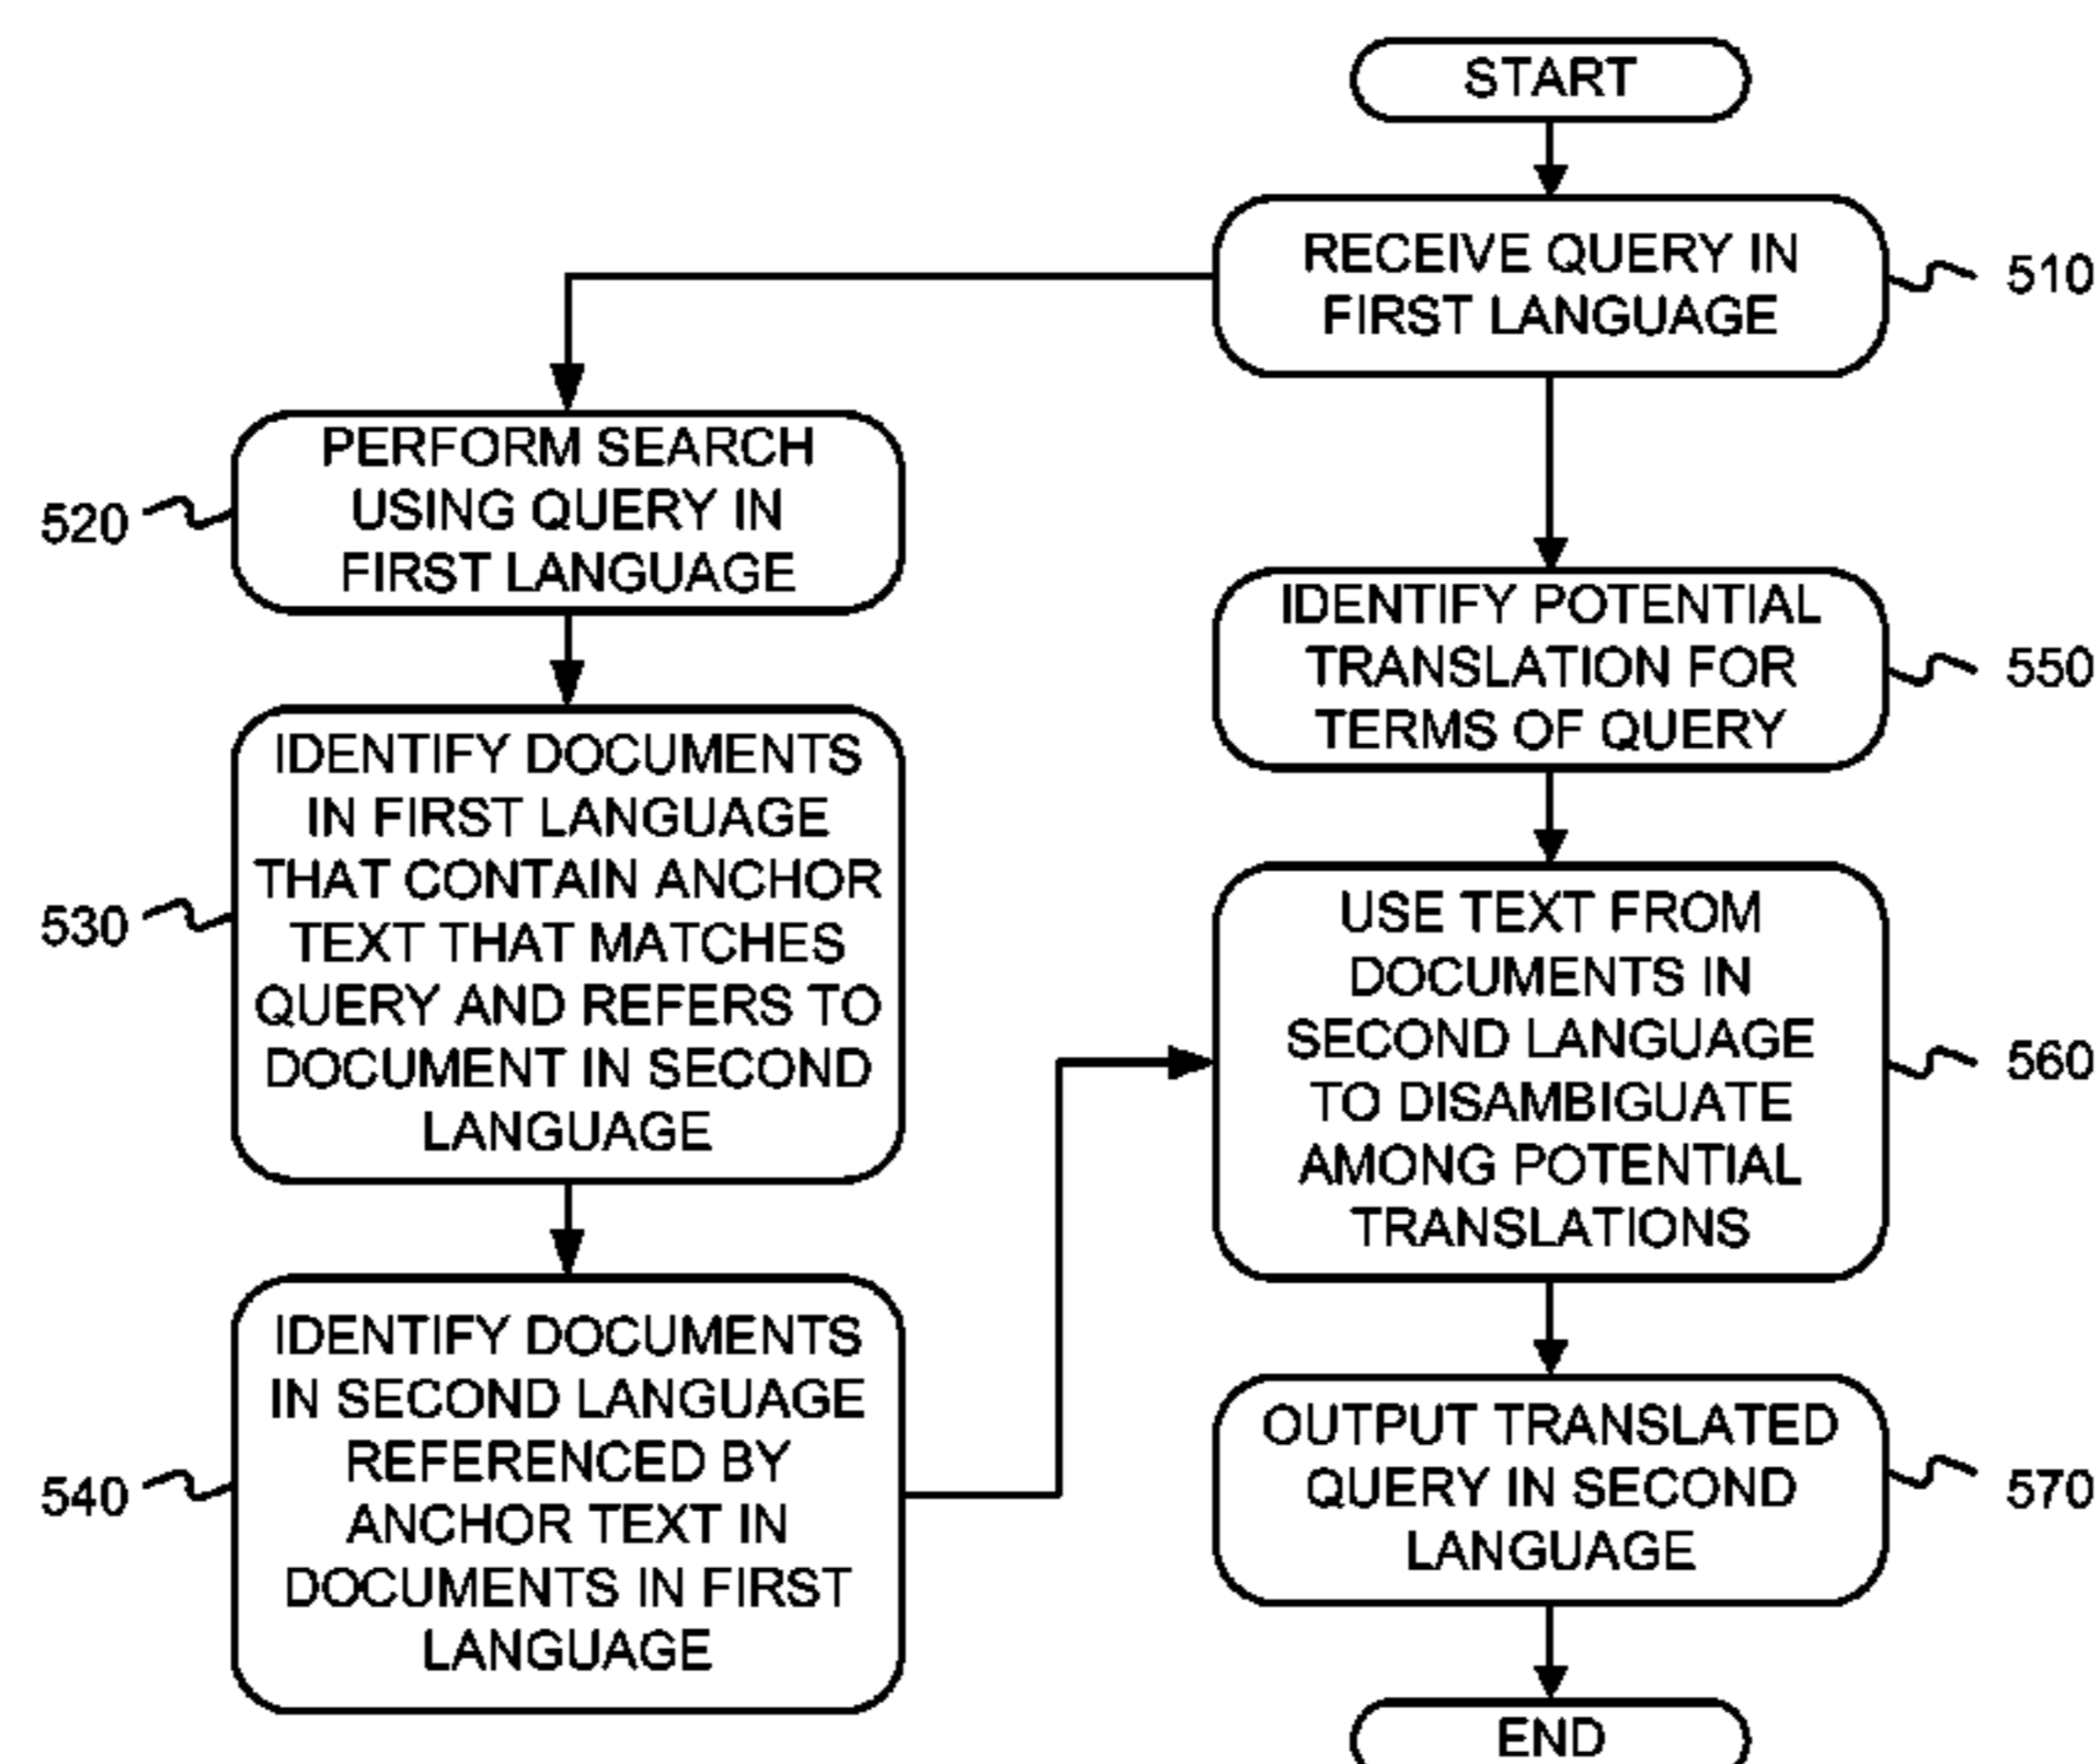 START
RECEIVE QUERY IN
FIRST LANGUAGE
510
PERFORM SEARCH
USING QUERY IN
FIRST LANGUAGE
520
IDENTIFY DOCUMENTS
IN FIRST LANGUAGE
THAT CONTAIN ANCHOR
TEXT THAT MATCHES
QUERY AND REFERS TO
DOCUMENT IN SECOND
LANGUAGE
530
IDENTIFY DOCUMENTS
IN SECOND LANGUAGE
REFERENCED BY
ANCHOR TEXT IN
DOCUMENTS IN FIRST
LANGUAGE
540
IDENTIFY POTENTIAL
TRANSLATION FOR
TERMS OF QUERY
550
USE TEXT FROM
DOCUMENTS IN
SECOND LANGUAGE
TO DISAMBIGUATE
AMONG POTENTIAL
TRANSLATIONS
560
OUTPUT TRANSLATED
QUERY IN SECOND
LANGUAGE
570
END